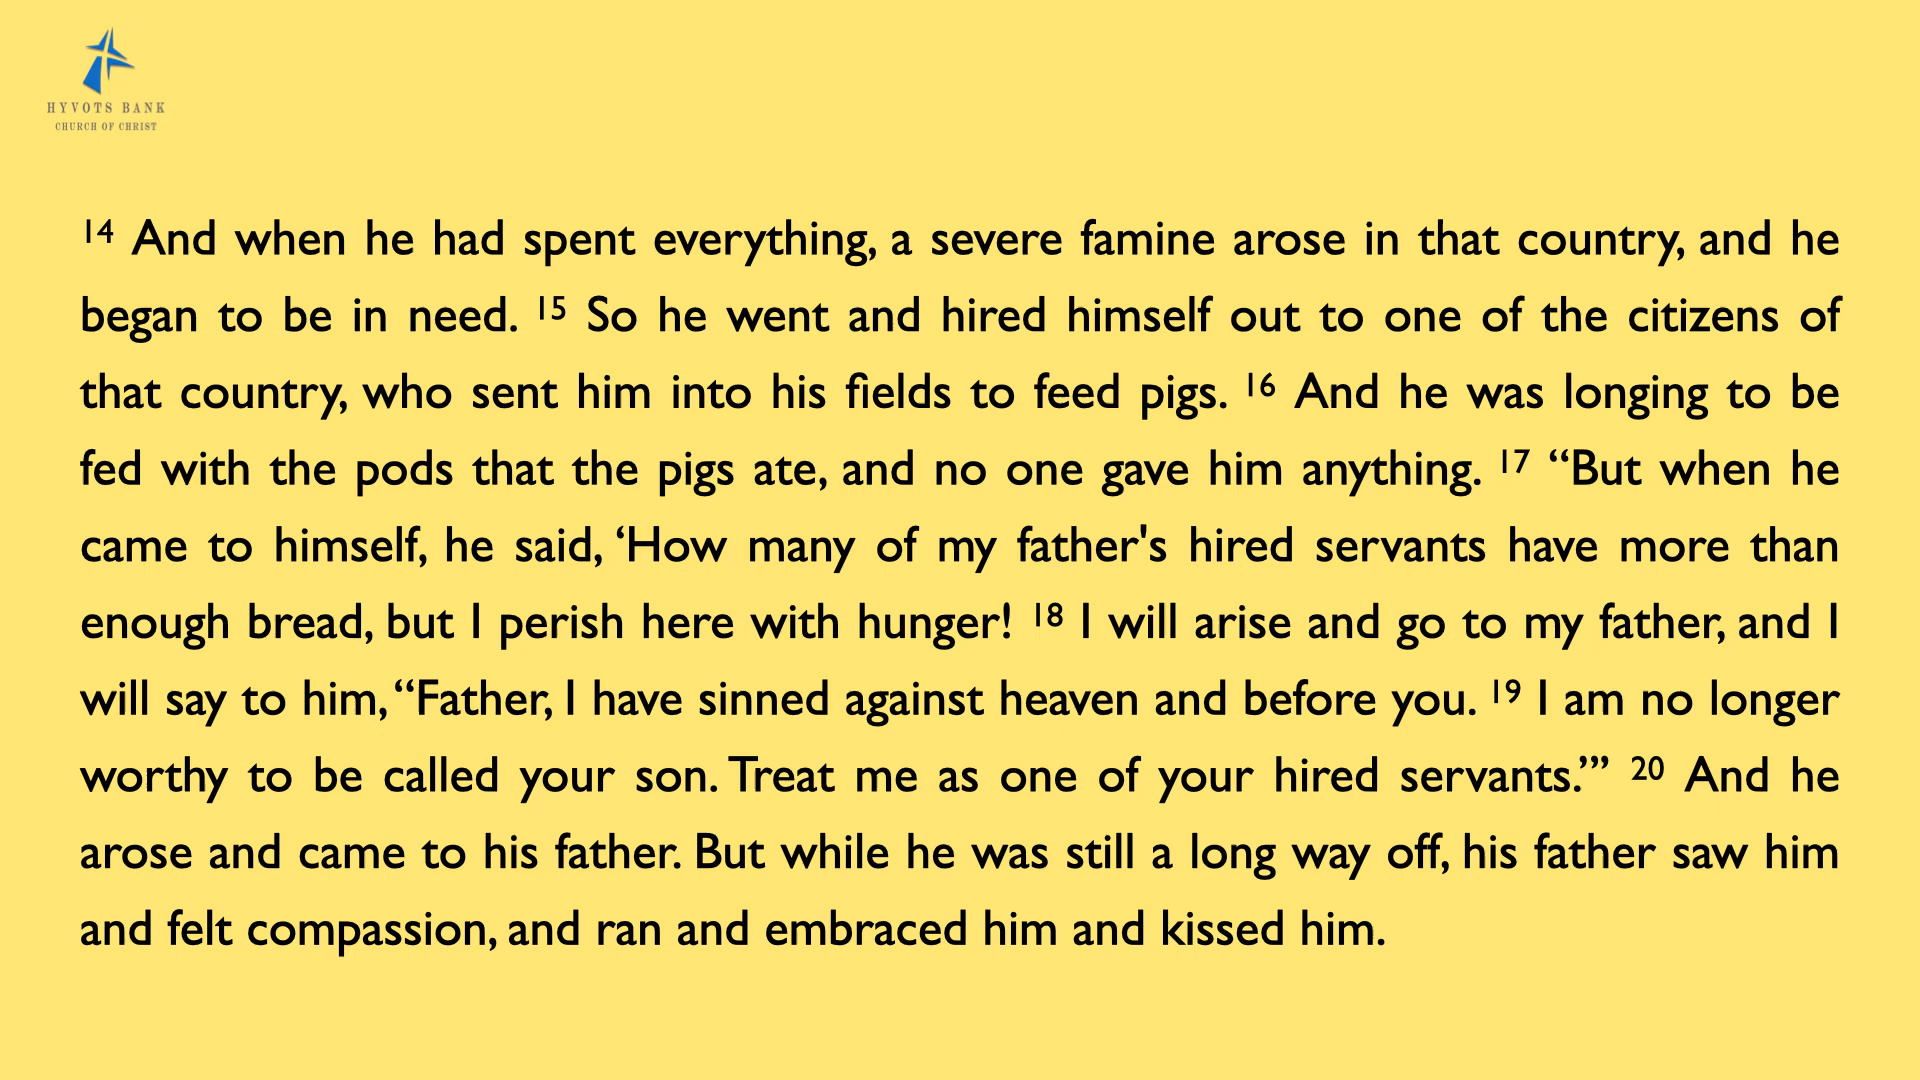 HYVOTS BANK
CHURCH OF CHRIST
14 And when he had spent everything, a severe famine arose in that country, and he
began to be in need. 15 So he went and hired himself out to one of the citizens of
that country, who sent him into his fields to feed pigs. 16 And he was longing to be
fed with the pods that the pigs ate, and no one gave him anything. 17 “But when he
came to himself, he said, ‘How many of my father's hired servants have more than
enough bread, but I perish here with hunger! 18 I will arise and go to my father, and I
will say to him, “Father, I have sinned against heaven and before you. 19 I am no longer
worthy to be called your son. Treat me as one of your hired servants.”’ 20 And he
arose and came to his father. But while he was still a long way off, his father saw him
and felt compassion, and ran and embraced him and kissed him.